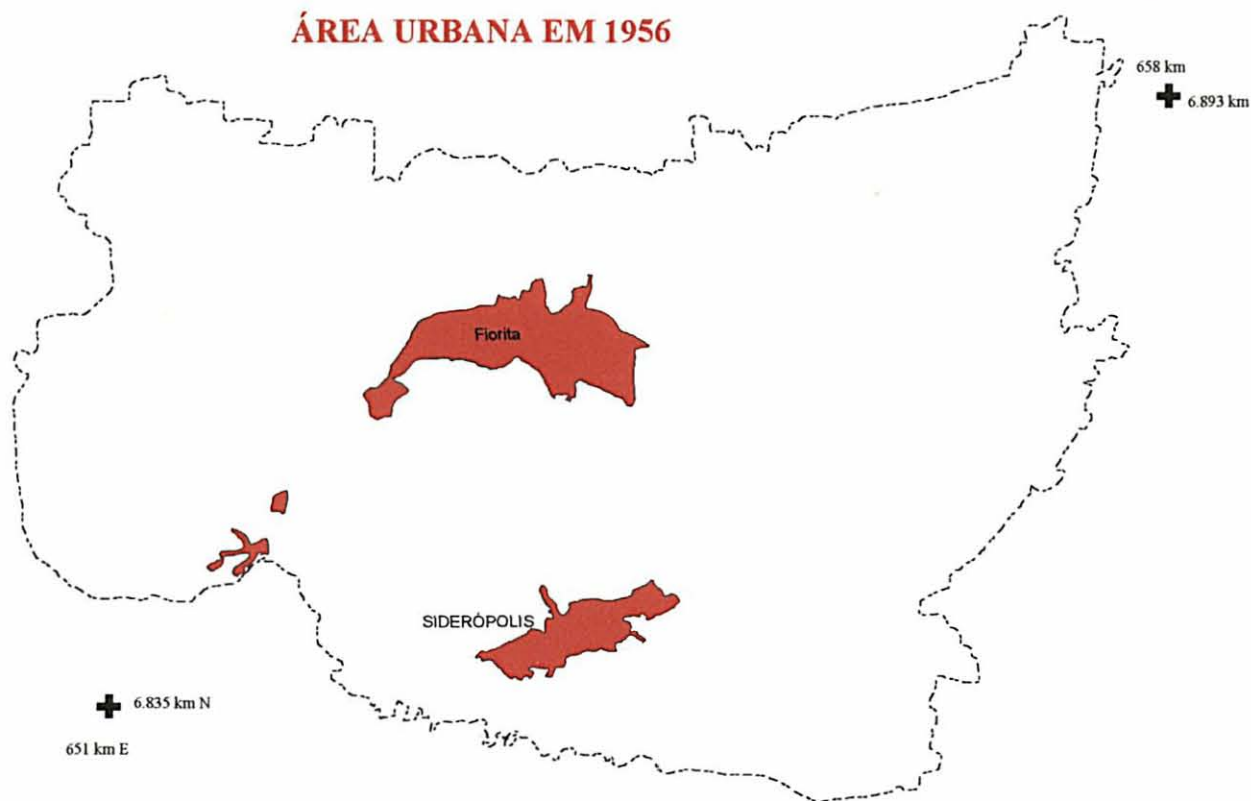 ÁREA URBANA EM 1956
658 km
6.893 km
Fiorita
SIDERÓPOLIS
6.835 km N
651 km E